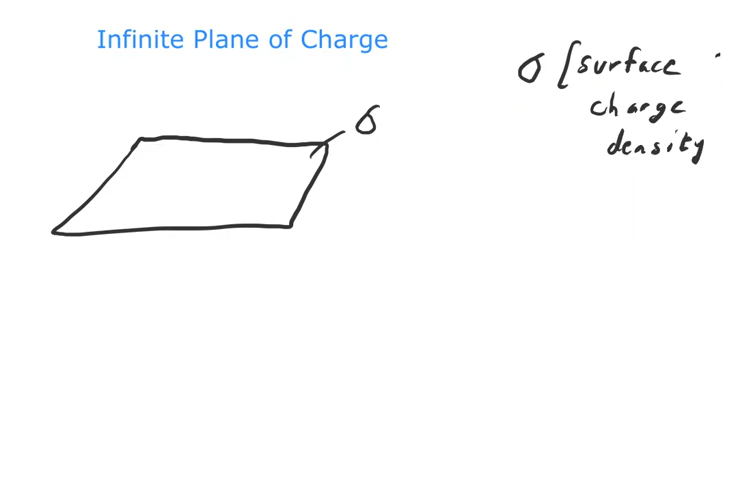 Infinite Plane of Charge
σ [surface
charge
density
σ